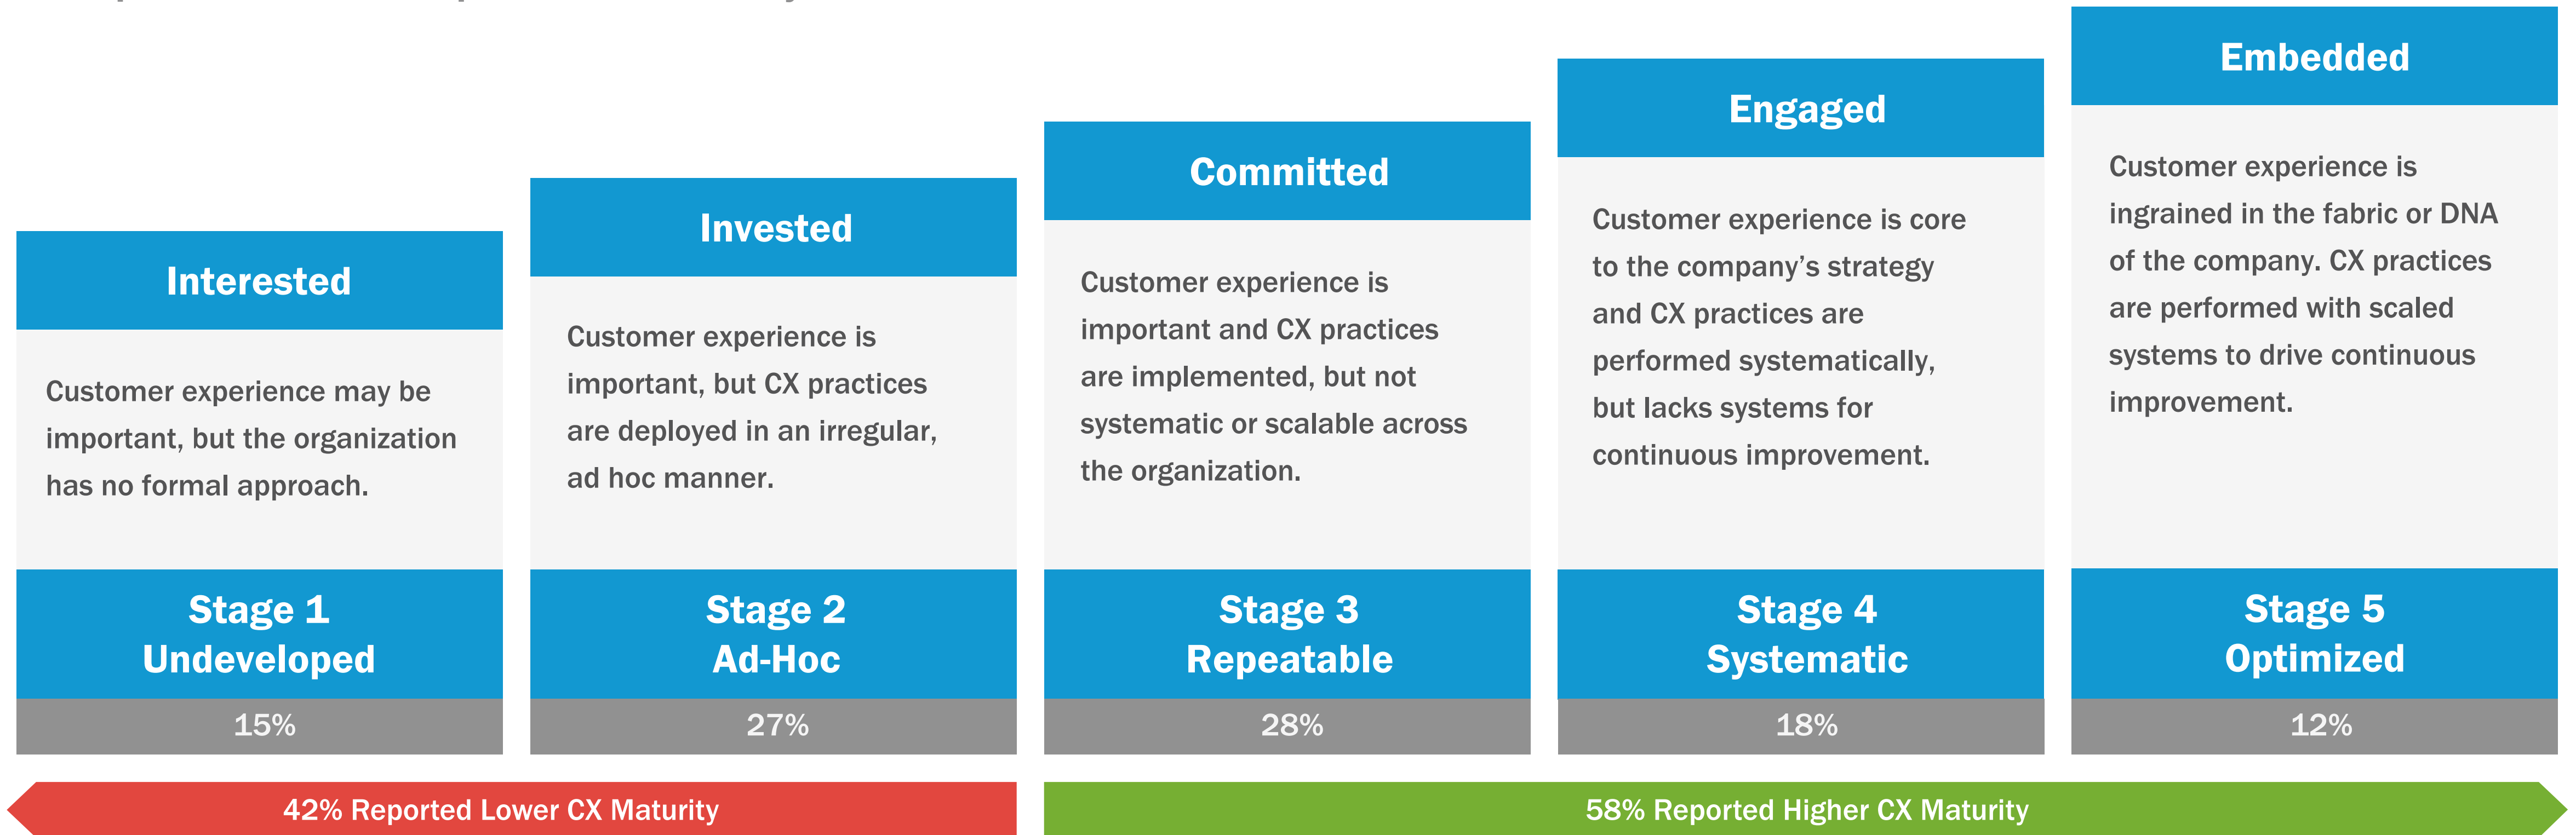 Interested
Customer experience may be
important, but the organization
has no formal approach.
Stage 1
Undeveloped
15%
Invested
Customer experience is
important, but CX practices
are deployed in an irregular,
ad hoc manner.
Stage 2
Ad-Hoc
27%
Committed
Customer experience is
important and CX practices
are implemented, but not
systematic or scalable across
the organization.
Stage 3
Repeatable
28%
Engaged
Customer experience is core
to the company’s strategy
and CX practices are
performed systematically,
but lacks systems for
continuous improvement.
Stage 4
Systematic
18%
Embedded
Customer experience is
ingrained in the fabric or DNA
of the company. CX practices
are performed with scaled
systems to drive continuous
improvement.
Stage 5
Optimized
12%
42% Reported Lower CX Maturity
58% Reported Higher CX Maturity